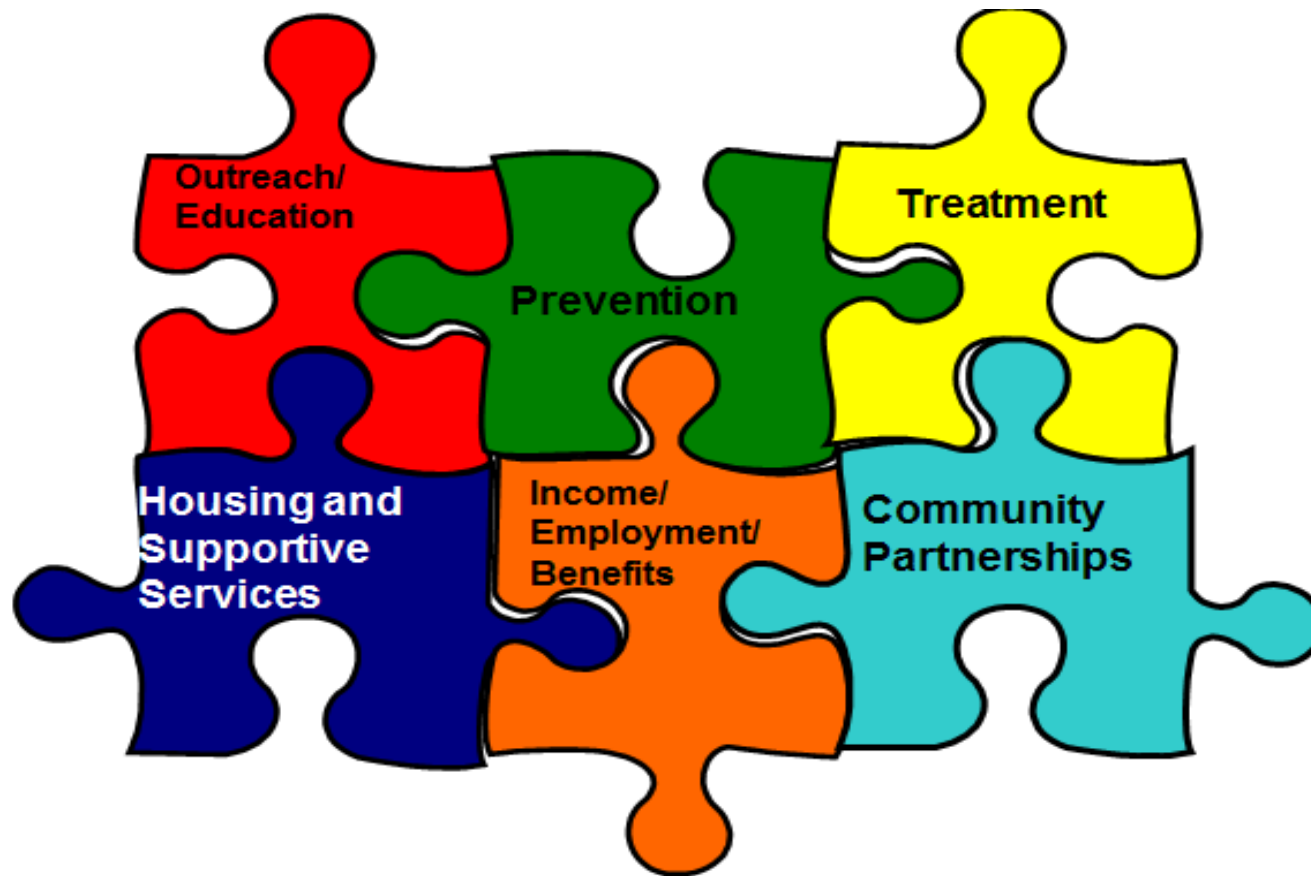 Outreach/
Education
Prevention
Treatment
Housing and
Supportive
Services
Income/
Employment/
Benefits
Community
Partnerships